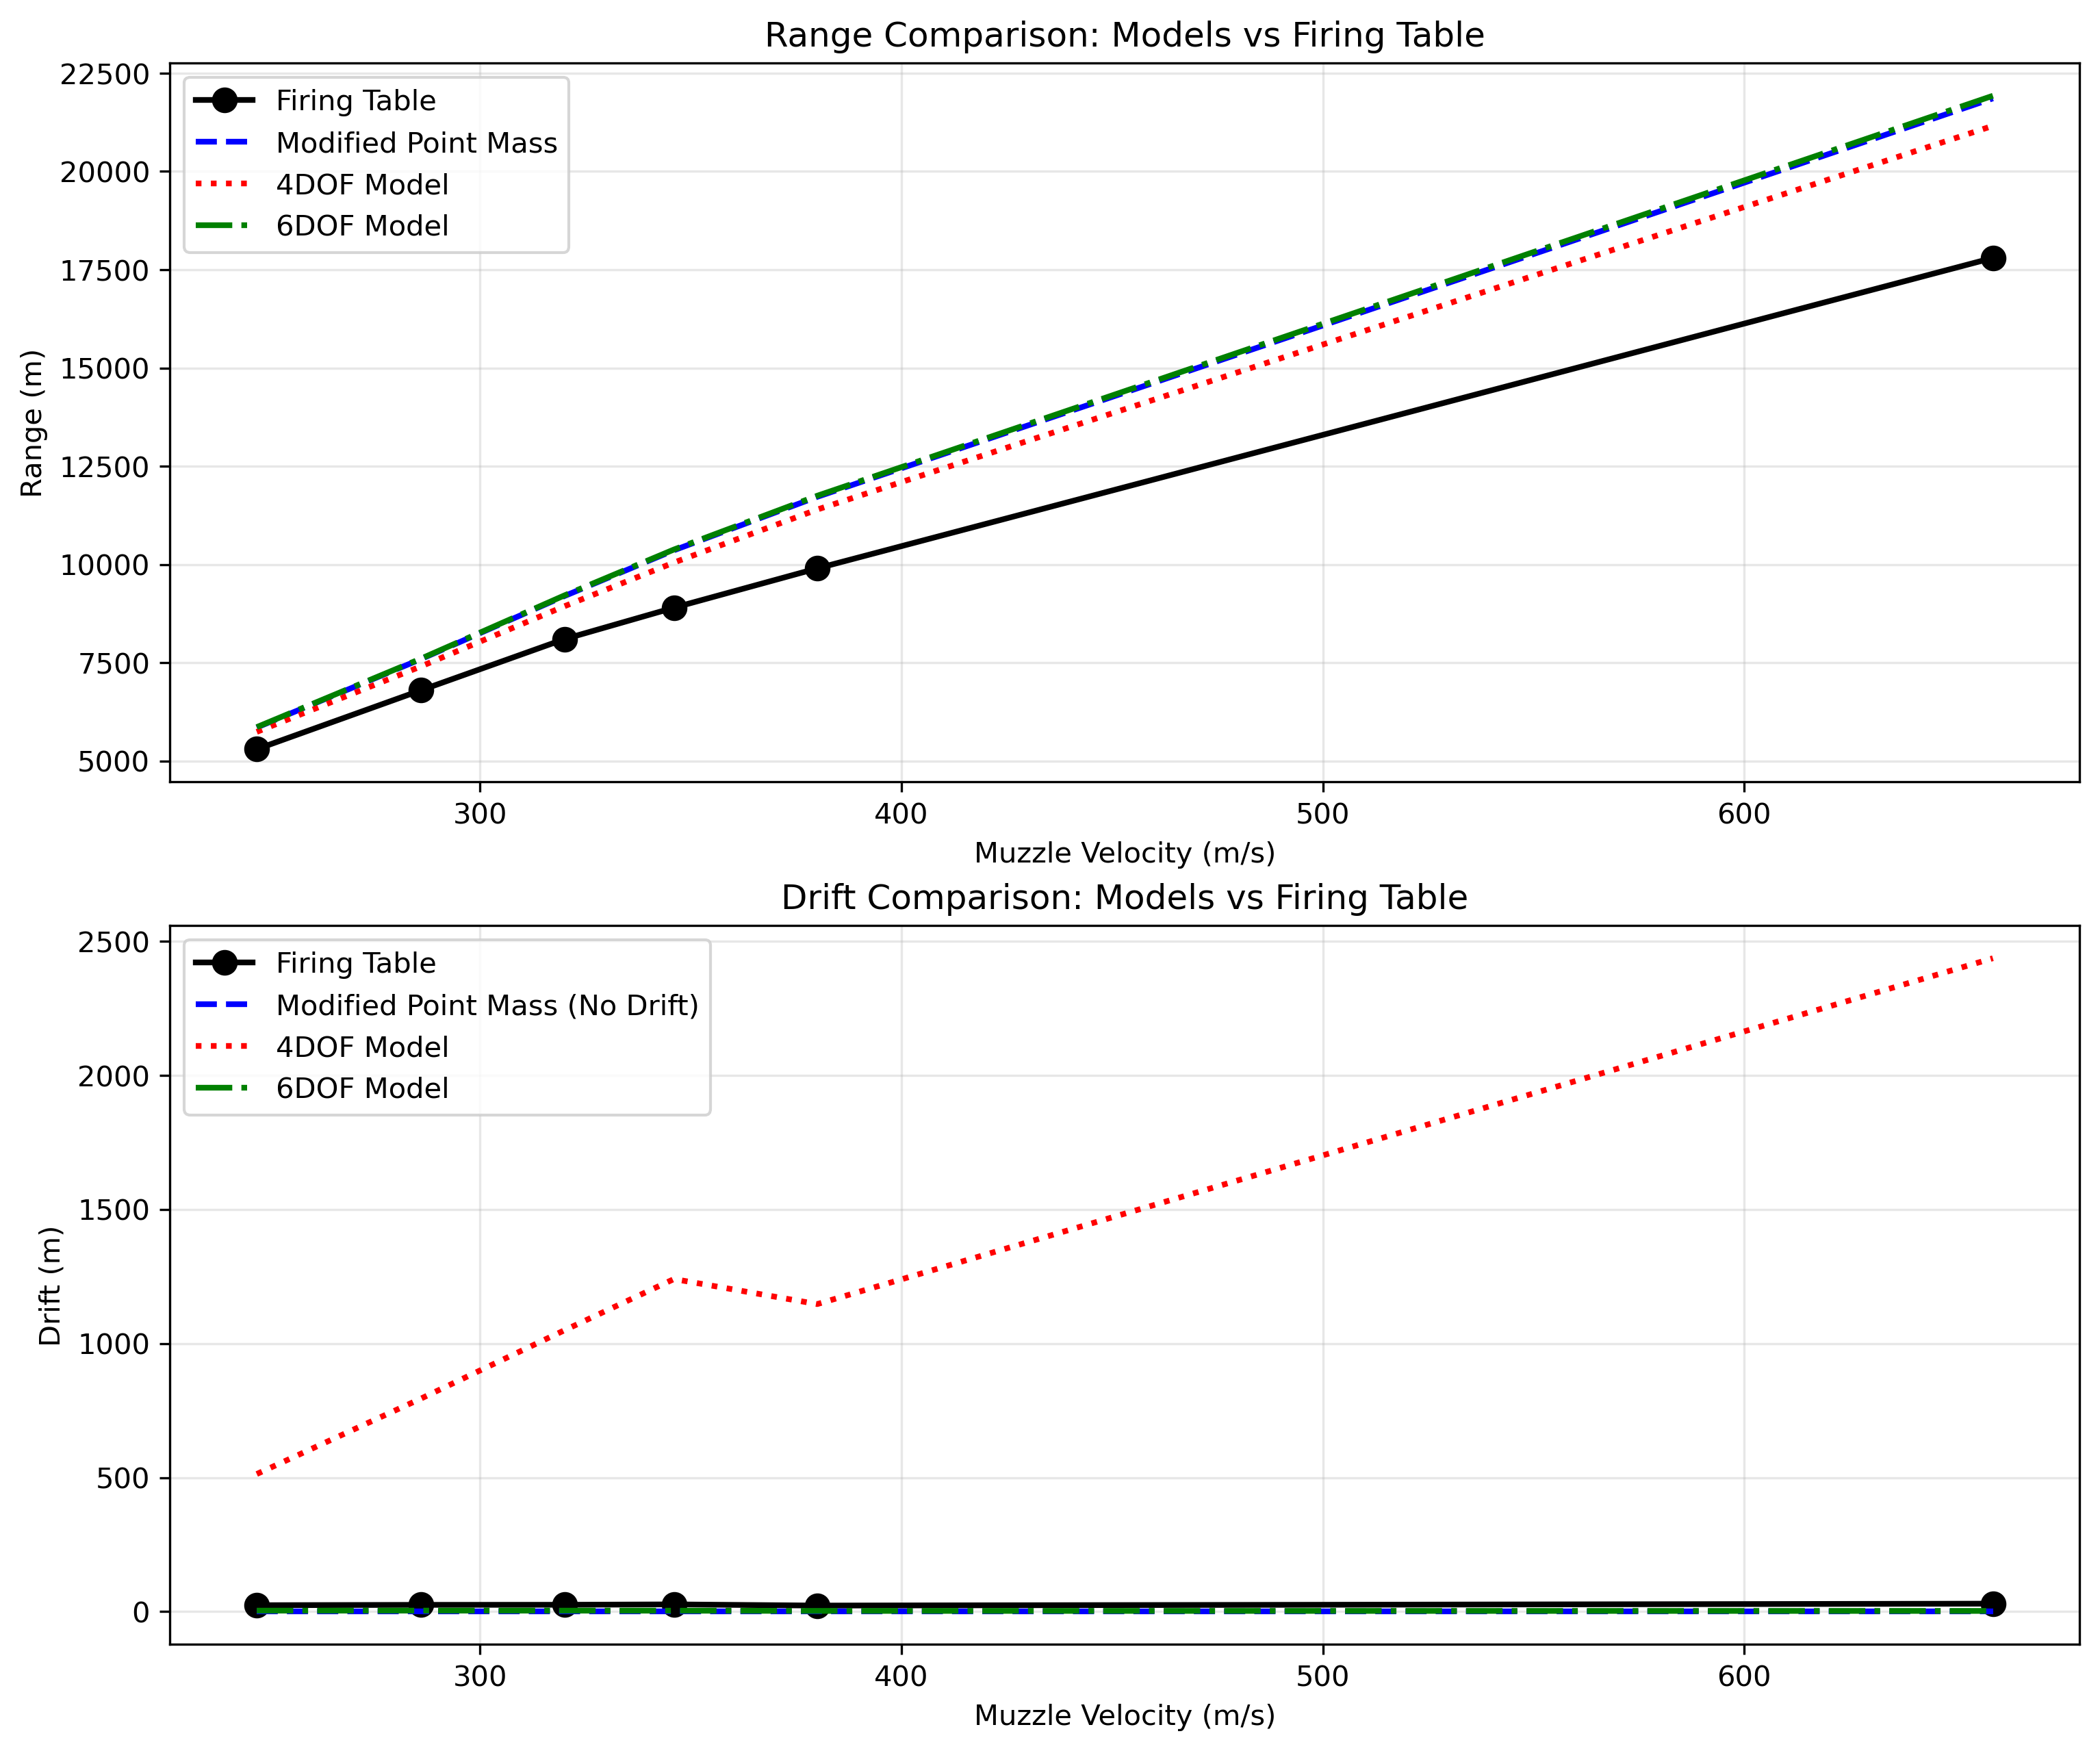 Range Comparison: Models vs Firing Table
Firing Table
Modified Point Mass
4DOF Model
6DOF Model
22500
20000
17500
15000
12500
10000
7500
5000
Range (m)
300 400 500 600
Muzzle Velocity (m/s)
Drift Comparison: Models vs Firing Table
Firing Table
Modified Point Mass (No Drift)
4DOF Model
6DOF Model
2500
2000
1500
1000
500
0
Drift (m)
300 400 500 600
Muzzle Velocity (m/s)